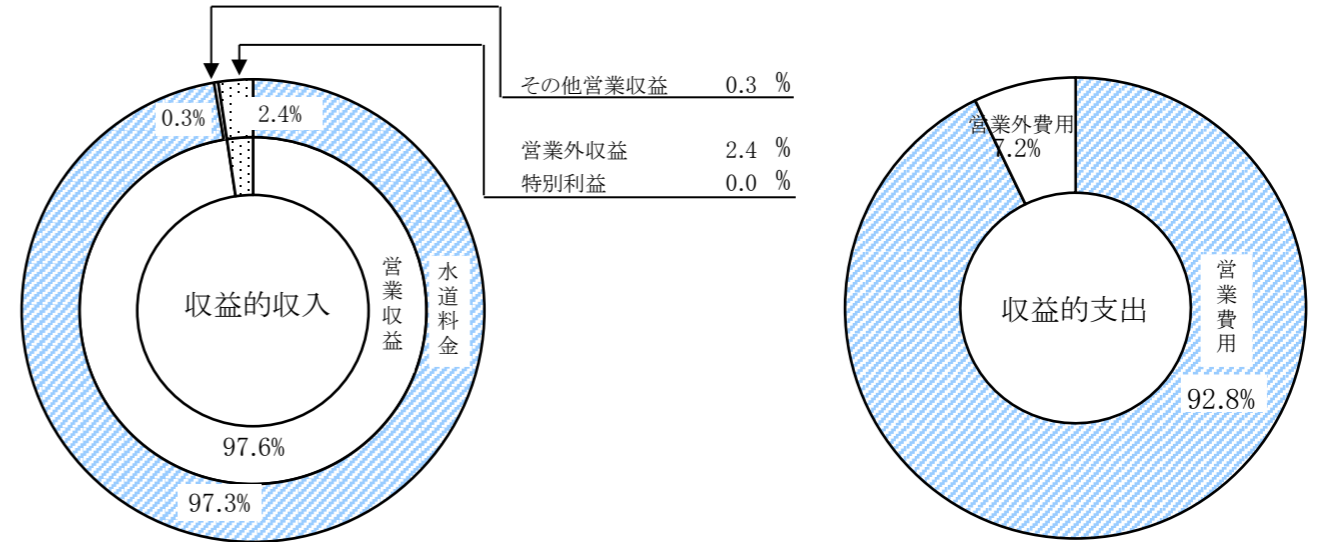 その他営業収益 0.3 %
営業外収益 2.4 %
特別利益 0.0 %
0.3%
2.4%
収益的収入
営業収益
水道料金
97.6%
97.3%
営業外費用
7.2%
収益的支出
営業費用
92.8%